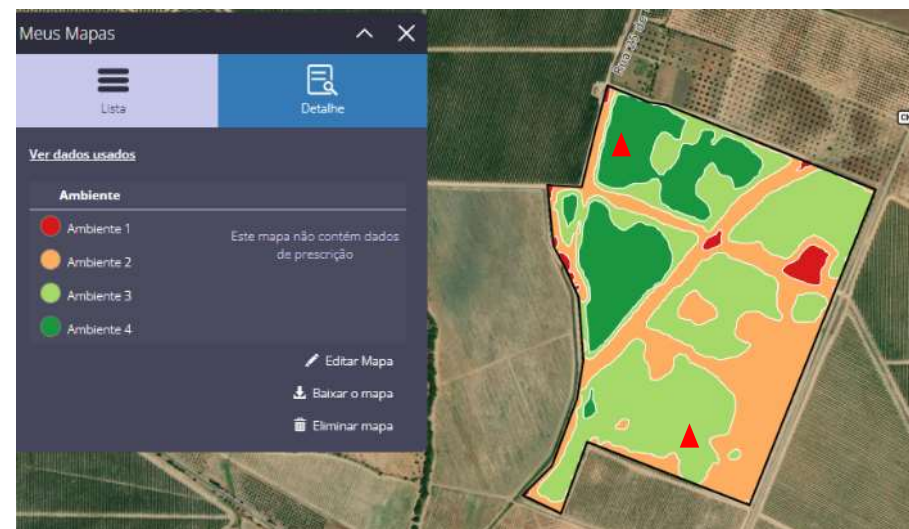 Meus Mapas
Lista
Detalhe
Ver dados usados
Ambiente
Ambiente 1
Ambiente 2
Ambiente 3
Ambiente 4
Este mapa não contém dados
de prescrição
Editar Mapa
Baixar o mapa
Eliminar mapa